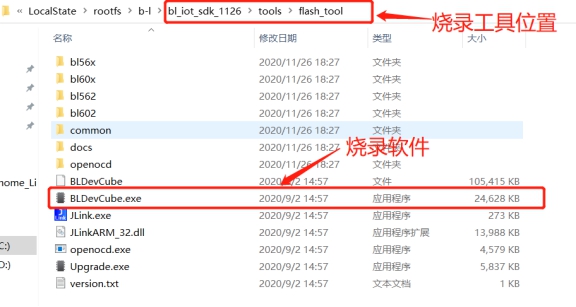 LocalState > rootfs > b-l > bl_iot_sdk_1126 > tools > flash_tool
烧录工具位置
名称 修改日期 类型 大小
bl56x 2020/11/26 18:27 文件夹
bl60x 2020/11/26 18:27 文件夹
bl562 2020/11/26 18:27 文件夹
bl602 2020/11/26 18:27 文件夹
common 2020/11/26 18:27 文件夹
docs 2020/11/26 18:27 文件夹
烧录软件
openocd 2020/11/26 18:27 文件夹
BLDevCube 2020/9/2 14:57 文件 105,415 KB
nome_Li
BLDevCube.exe 2020/9/2 14:57 应用程序 24,628 KB
JLink.exe 2020/9/2 14:57 应用程序 273 KB
JLinkARM_32.dll 2020/9/2 14:57 应用程序扩展 13,988 KB
C:)
openocd.exe 2020/9/2 14:57 应用程序 4,579 KB
D:)
Upgrade.exe 2020/9/2 14:57 应用程序 5,837 KB
version.txt 2020/9/2 14:57 文本文档 1 KB